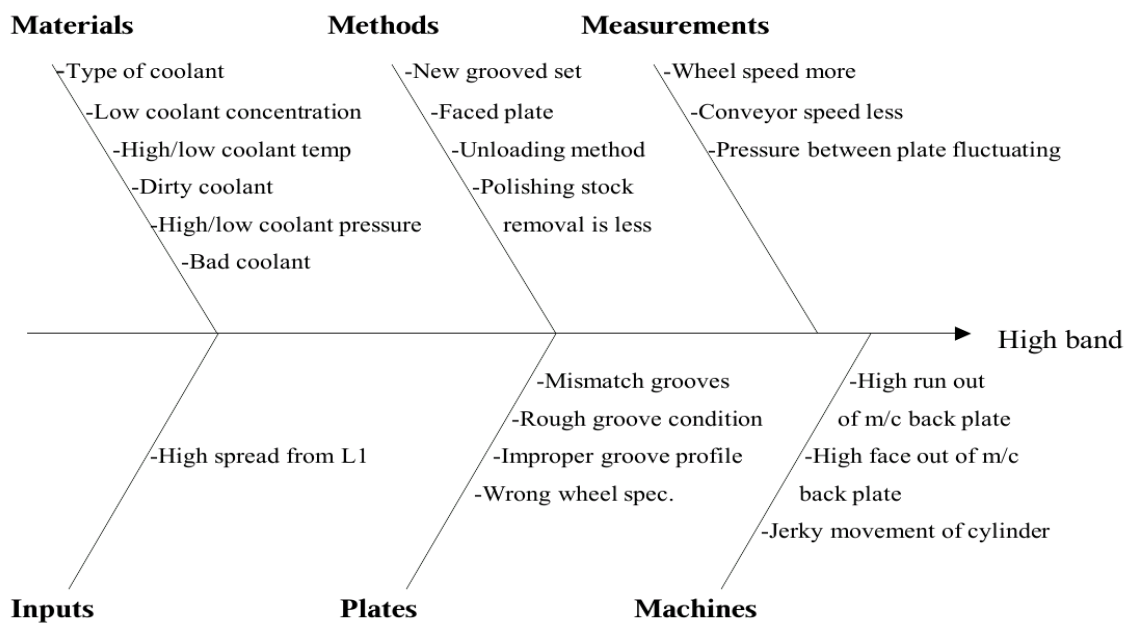 Materials
-Type of coolant
-Low coolant concentration
-High/low coolant temp
-Dirty coolant
-High/low coolant pressure
-Bad coolant
Methods
-New grooved set
-Faced plate
-Unloading method
-Polishing stock
removal is less
Measurements
-Wheel speed more
-Conveyor speed less
-Pressure between plate fluctuating
High band
-High spread from L1
Inputs
-Mismatch grooves
-Rough groove condition
-Improper groove profile
-Wrong wheel spec.
Plates
-High run out
of m/c back plate
-High face out of m/c
back plate
-Jerky movement of cylinder
Machines